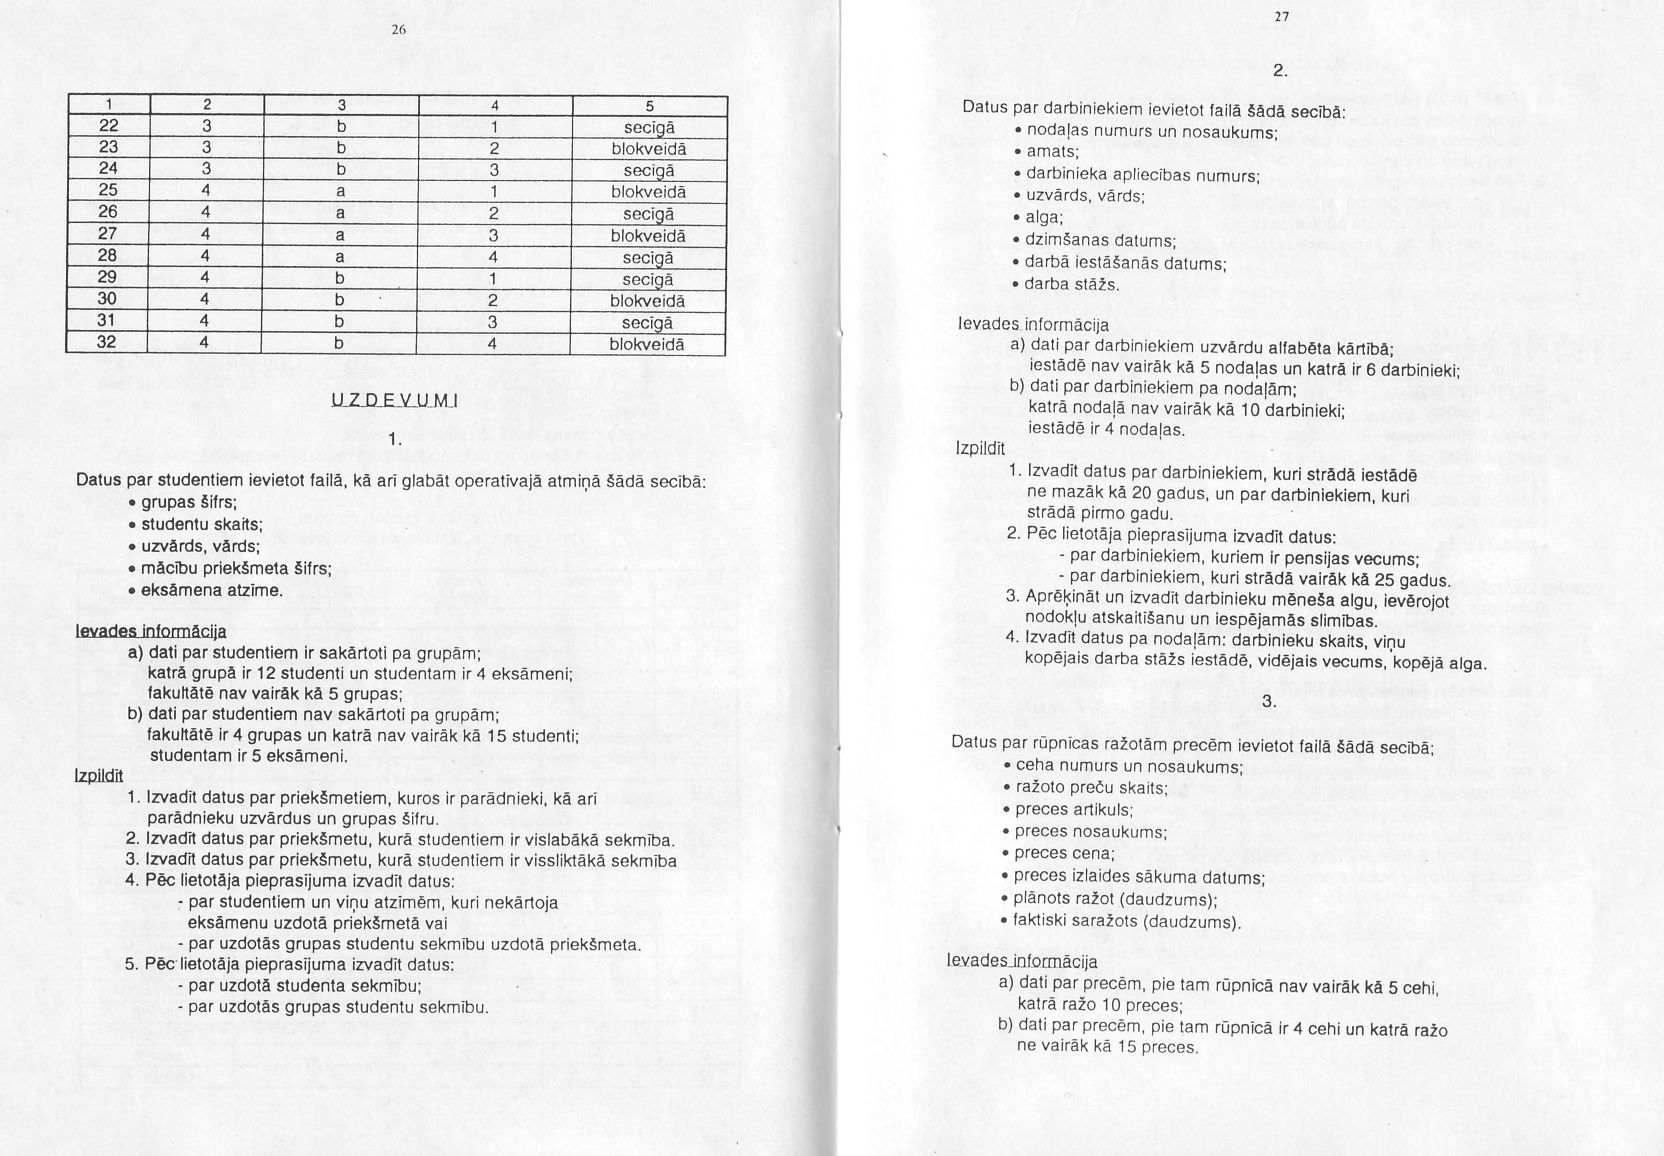 26
1 2 3 4 5
22 3 b 1 secīgā
23 3 b 2 blokveidā
24 3 b 3 secīgā
25 4 a 1 blokveidā
26 4 a 2 secīgā
27 4 a 3 blokveidā
28 4 a 4 secīgā
29 4 b 1 secīgā
30 4 b 2 blokveidā
31 4 b 3 secīgā
32 4 b 4 blokveidā
UZDEVUMI
1.
Datus par studentiem ievietot failā, kā arī glabāt operatīvajā atmiņā šādā secībā:
• grupas šifrs;
• studentu skaits;
• uzvārds, vārds;
• mācību priekšmeta šifrs;
• eksāmena atzīme.
Ievades informācija
a) dati par studentiem ir sakārtoti pa grupām;
katrā grupā ir 12 studenti un studentam ir 4 eksāmeni;
fakultātē nav vairāk kā 5 grupas;
b) dati par studentiem nav sakārtoti pa grupām;
fakultātē ir 4 grupas un katrā nav vairāk kā 15 studenti;
studentam ir 5 eksāmeni.
Izpildīt
1. Izvadīt datus par priekšmetiem, kuros ir parādnieki, kā arī
parādnieku uzvārdus un grupas šifru.
2. Izvadīt datus par priekšmetu, kurā studentiem ir vislabākā sekmība.
3. Izvadīt datus par priekšmetu, kurā studentiem ir vissliktākā sekmība
4. Pēc lietotāja pieprasījuma izvadīt datus:
- par studentiem un viņu atzīmēm, kuri nekārtoja
eksāmenu uzdotā priekšmetā vai
- par uzdotās grupas studentu sekmību uzdotā priekšmeta.
5. Pēc lietotāja pieprasījuma izvadīt datus:
- par uzdotā studenta sekmību;
- par uzdotās grupas studentu sekmību.
27
2.
Datus par darbiniekiem ievietot failā šādā secībā:
• nodaļas numurs un nosaukums;
• amats;
• darbinieka apliecības numurs;
• uzvārds, vārds;
• alga;
• dzimšanas datums;
• darbā iestāšanās datums;
• darba stāžs.
Ievades informācija
a) dati par darbiniekiem uzvārdu alfabēta kārtībā;
iestādē nav vairāk kā 5 nodaļas un katrā ir 6 darbinieki;
b) dati par darbiniekiem pa nodaļām;
katrā nodaļā nav vairāk kā 10 darbinieki;
iestādē ir 4 nodaļas.
Izpildīt
1. Izvadīt datus par darbiniekiem, kuri strādā iestādē
ne mazāk kā 20 gadus, un par darbiniekiem, kuri
strādā pirmo gadu.
2. Pēc lietotāja pieprasījuma izvadīt datus:
- par darbiniekiem, kuriem ir pensijas vecums;
- par darbiniekiem, kuri strādā vairāk kā 25 gadus.
3. Aprēķināt un izvadīt darbinieku mēneša algu, ievērojot
nodokļu atskaitīšanu un iespējamās slimības.
4. Izvadīt datus pa nodaļām: darbinieku skaits, viņu
kopējais darba stāžs iestādē, vidējais vecums, kopējā alga.
3.
Datus par rūpnīcas ražotām precēm ievietot failā šādā secībā;
• ceha numurs un nosaukums;
• ražoto preču skaits;
• preces artikuls;
• preces nosaukums;
• preces cena;
• preces izlaides sākuma datums;
• plānots ražot (daudzums);
• faktiski saražots (daudzums).
Ievades informācija
a) dati par precēm, pie tam rūpnīcā nav vairāk kā 5 cehi,
katrā ražo 10 preces;
b) dati par precēm, pie tam rūpnīcā ir 4 cehi un katrā ražo
ne vairāk kā 15 preces.